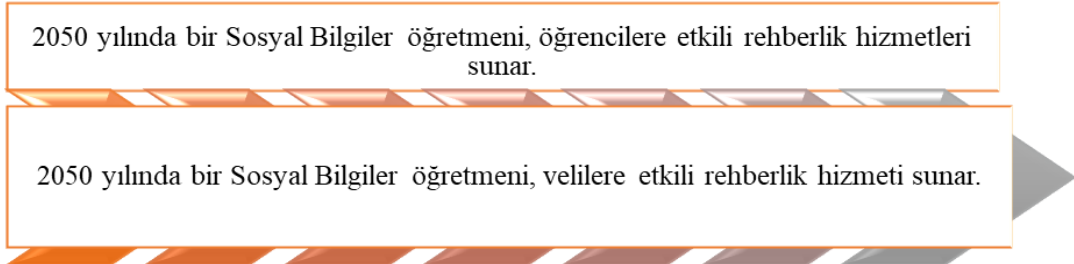 2050 yılında bir Sosyal Bilgiler öğretmeni, öğrencilere etkili rehberlik hizmetleri
sunar.
2050 yılında bir Sosyal Bilgiler öğretmeni, velilere etkili rehberlik hizmeti sunar.